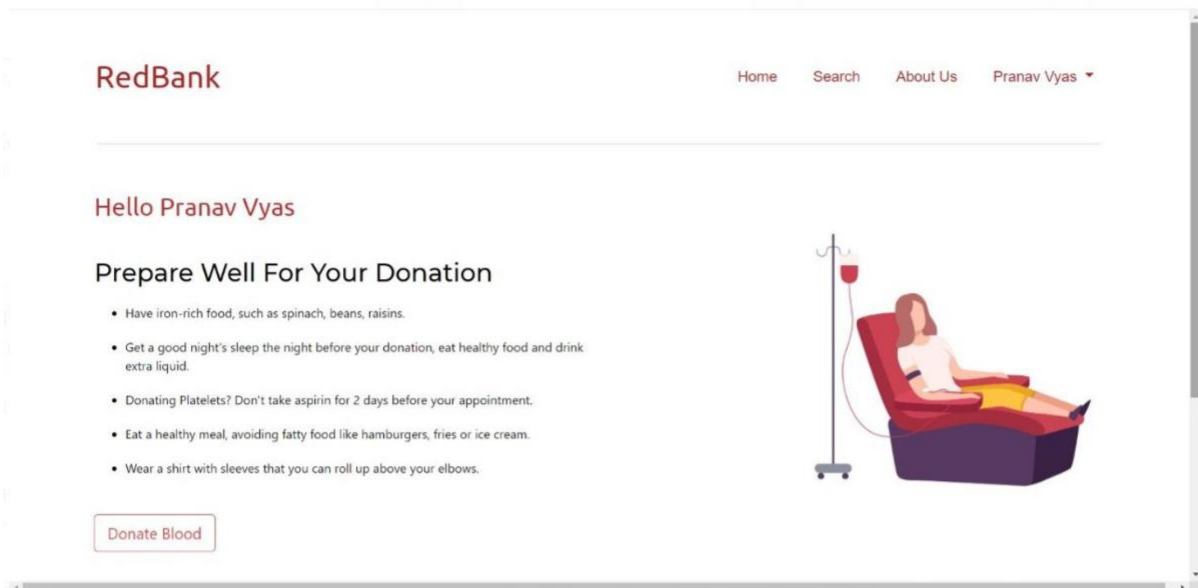 RedBank
Home Search About Us Pranav Vyas
Hello Pranav Vyas
Prepare Well For Your Donation
Have iron-rich food, such as spinach, beans, raisins.
Get a good night's sleep the night before your donation, eat healthy food and drink
extra liquid.
Donating Platelets? Don't take aspirin for 2 days before your appointment.
Eat a healthy meal, avoiding fatty food like hamburgers, fries or ice cream.
Wear a shirt with sleeves that you can roll up above your elbows.
Donate Blood